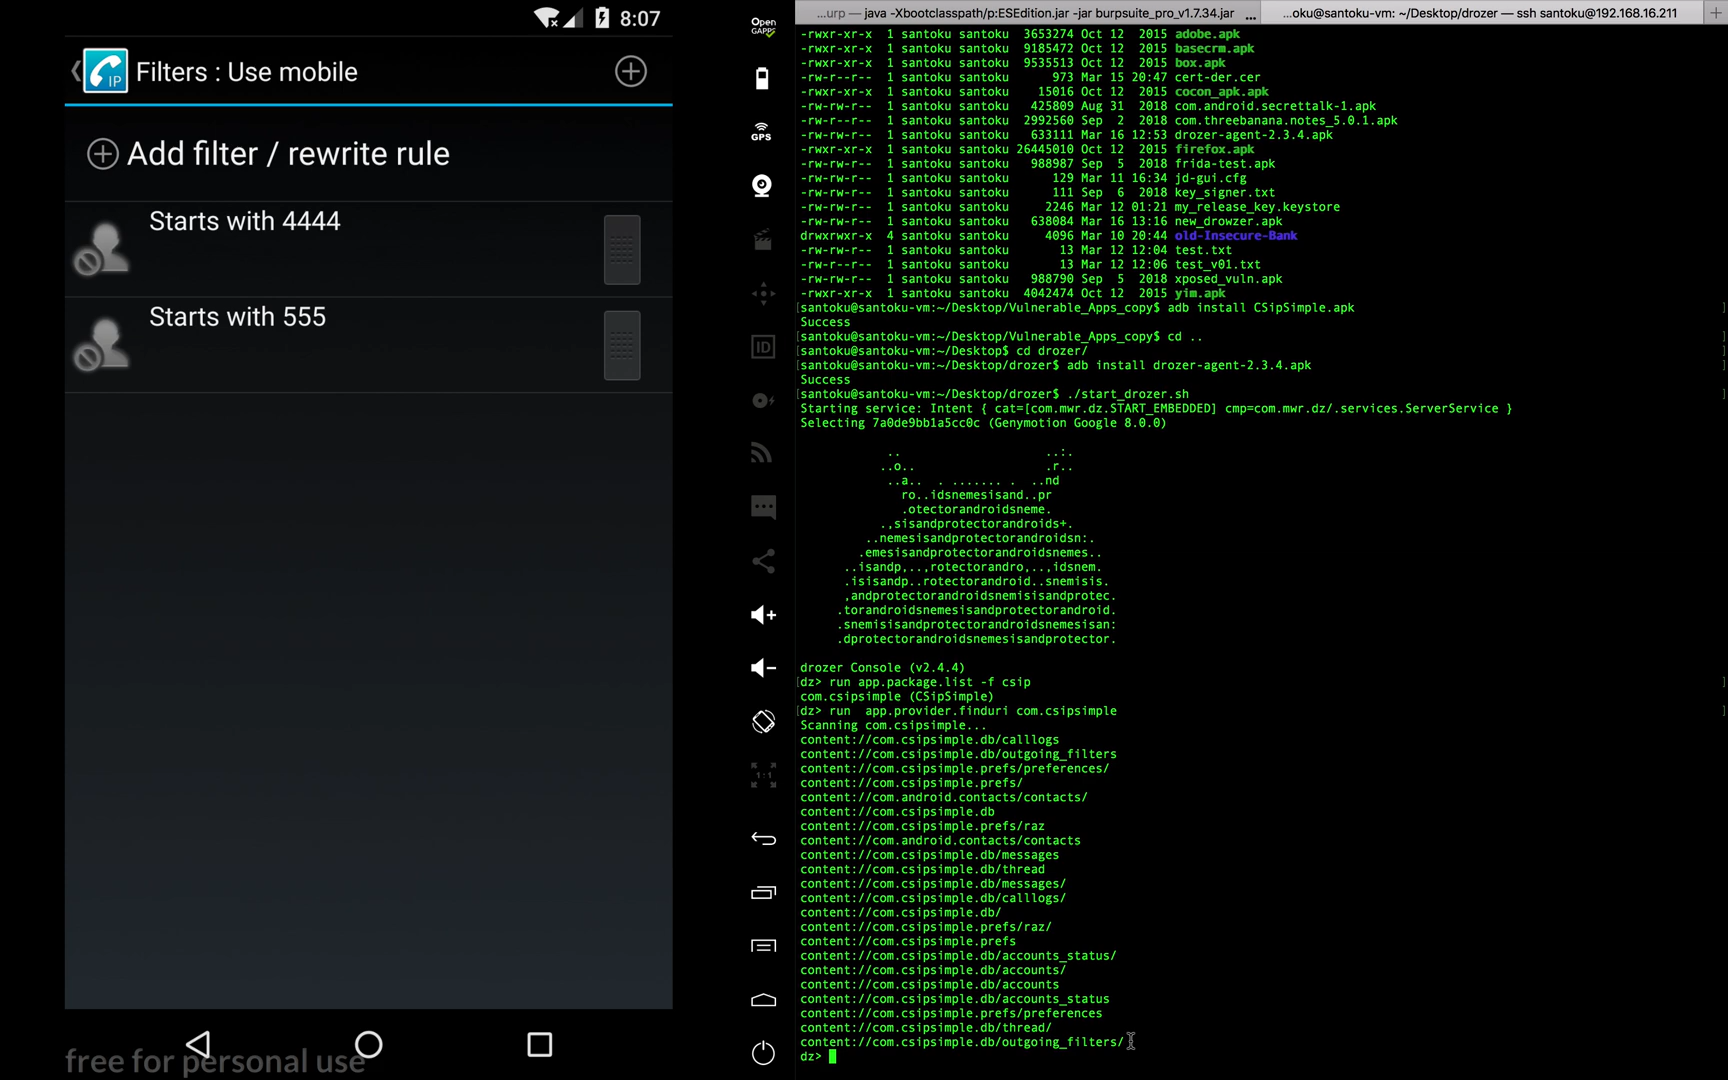 8:07
Filters : Use mobile
Add filter / rewrite rule
Starts with 4444
Starts with 555
free for personal use
Open
GAPPS
GPS
ID
1:1
...urp — java -Xbootclasspath/p:ESEdition.jar -jar burpsuite_pro_v1.7.34.jar ...
...oku@santoku-vm: ~/Desktop/drozer — ssh santoku@192.168.16.211
-rwxr-xr-x 1 santoku santoku 3653274 Oct 12 2015 adobe.apk
-rwxr-xr-x 1 santoku santoku 9185472 Oct 12 2015 basecrm.apk
-rwxr-xr-x 1 santoku santoku 9535513 Oct 12 2015 box.apk
-rw-rw-r-- 1 santoku santoku 973 Mar 15 20:47 cert-der.cer
-rwxr-xr-x 1 santoku santoku 15016 Oct 12 2015 cocon_apk.apk
-rw-rw-r-- 1 santoku santoku 425809 Aug 31 2018 com.android.secrettalk-1.apk
-rw-r--r-- 1 santoku santoku 2992560 Sep 2 2018 com.threebanana.notes_5.0.1.apk
-rw-rw-r-- 1 santoku santoku 633111 Mar 16 12:53 drozer-agent-2.3.4.apk
-rwxr-xr-x 1 santoku santoku 26445010 Oct 12 2015 firefox.apk
-rw-rw-r-- 1 santoku santoku 988987 Sep 5 2018 frida-test.apk
-rw-rw-r-- 1 santoku santoku 129 Mar 11 16:34 jd-gui.cfg
-rw-rw-r-- 1 santoku santoku 111 Sep 6 2018 key_signer.txt
-rw-rw-r-- 1 santoku santoku 2246 Mar 12 01:21 my_release_key.keystore
-rw-rw-r-- 1 santoku santoku 638084 Mar 16 13:16 new_drowzer.apk
drwxrwxr-x 4 santoku santoku 4096 Mar 10 20:44 old-Insecure-Bank
-rw-rw-r-- 1 santoku santoku 13 Mar 12 12:04 test.txt
-rw-r--r-- 1 santoku santoku 13 Mar 12 12:06 test_v01.txt
-rw-rw-r-- 1 santoku santoku 988790 Sep 5 2018 xposed_vuln.apk
-rwxr-xr-x 1 santoku santoku 4042474 Oct 12 2015 yim.apk
[santoku@santoku-vm:~/Desktop/Vulnerable_Apps_copy$ adb install CSipSimple.apk ]
Success
[santoku@santoku-vm:~/Desktop/Vulnerable_Apps_copy$ cd .. ]
[santoku@santoku-vm:~/Desktop$ cd drozer/ ]
[santoku@santoku-vm:~/Desktop/drozer$ adb install drozer-agent-2.3.4.apk ]
Success
[santoku@santoku-vm:~/Desktop/drozer$ ./start_drozer.sh ]
Starting service: Intent { cat=[com.mwr.dz.START_EMBEDDED] cmp=com.mwr.dz/.services.ServerService }
Selecting 7a0de9bb1a5cc0c (Genymotion Google 8.0.0)
.. ..:.
..o.. .r..
..a.. . ....... . ..nd
ro..idsnemesisand..pr
.otectorandroidsneme.
.,sisandprotectorandroids+.
..nemesisandprotectorandroidsn:.
.emesisandprotectorandroidsnemes..
..isandp,..,rotectorandro,..,idsnem.
.isisandp..rotectorandroid..snemisis.
,andprotectorandroidsnemisisandprotec.
.torandroidsnemesisandprotectorandroid.
.snemisisandprotectorandroidsnemesisan:
.dprotectorandroidsnemesisandprotector.
drozer Console (v2.4.4)
[dz> run app.package.list -f csip ]
com.csipsimple (CSipSimple)
[dz> run  app.provider.finduri com.csipsimple ]
Scanning com.csipsimple...
content://com.csipsimple.db/calllogs
content://com.csipsimple.db/outgoing_filters
content://com.csipsimple.prefs/preferences/
content://com.csipsimple.prefs/
content://com.android.contacts/contacts/
content://com.csipsimple.db
content://com.csipsimple.prefs/raz
content://com.android.contacts/contacts
content://com.csipsimple.db/messages
content://com.csipsimple.db/thread
content://com.csipsimple.db/messages/
content://com.csipsimple.db/calllogs/
content://com.csipsimple.db/
content://com.csipsimple.prefs/raz/
content://com.csipsimple.prefs
content://com.csipsimple.db/accounts_status/
content://com.csipsimple.db/accounts/
content://com.csipsimple.db/accounts
content://com.csipsimple.db/accounts_status
content://com.csipsimple.prefs/preferences
content://com.csipsimple.db/thread/
content://com.csipsimple.db/outgoing_filters/
dz>